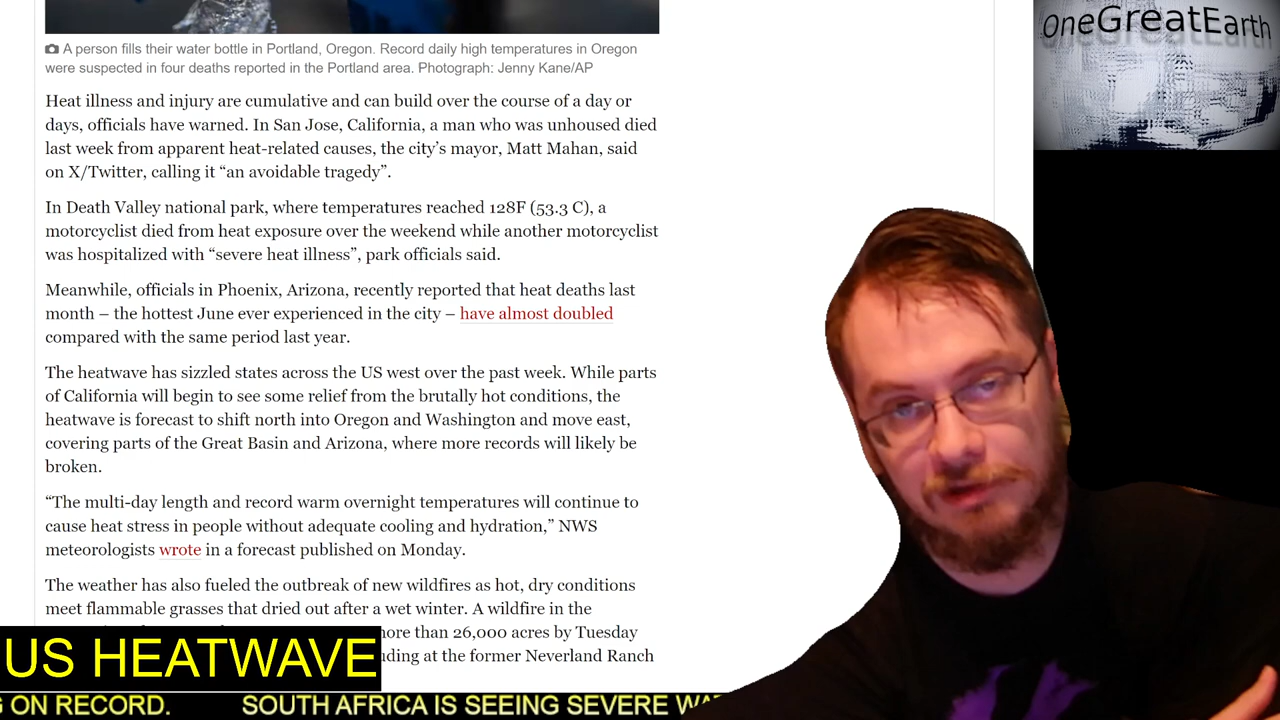 OneGreatEarth
A person fills their water bottle in Portland, Oregon. Record daily high temperatures in Oregon
were suspected in four deaths reported in the Portland area. Photograph: Jenny Kane/AP
Heat illness and injury are cumulative and can build over the course of a day or
days, officials have warned. In San Jose, California, a man who was unhoused died
last week from apparent heat-related causes, the city’s mayor, Matt Mahan, said
on X/Twitter, calling it “an avoidable tragedy”.
In Death Valley national park, where temperatures reached 128F (53.3 C), a
motorcyclist died from heat exposure over the weekend while another motorcyclist
was hospitalized with “severe heat illness”, park officials said.
Meanwhile, officials in Phoenix, Arizona, recently reported that heat deaths last
month – the hottest June ever experienced in the city – have almost doubled
compared with the same period last year.
The heatwave has sizzled states across the US west over the past week. While parts
of California will begin to see some relief from the brutally hot conditions, the
heatwave is forecast to shift north into Oregon and Washington and move east,
covering parts of the Great Basin and Arizona, where more records will likely be
broken.
“The multi-day length and record warm overnight temperatures will continue to
cause heat stress in people without adequate cooling and hydration,” NWS
meteorologists wrote in a forecast published on Monday.
The weather has also fueled the outbreak of new wildfires as hot, dry conditions
meet flammable grasses that dried out after a wet winter. A wildfire in the
more than 26,000 acres by Tuesday
at the former Neverland Ranch
US HEATWAVE
ON RECORD. SOUTH AFRICA IS SEEING SEVERE